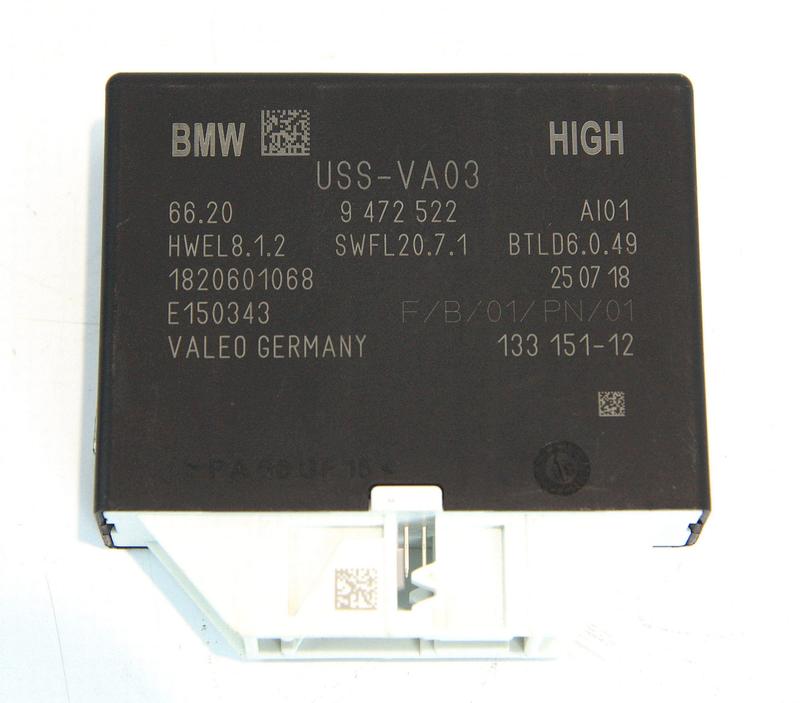 BMW HIGH
USS-VA03
66.20 9 472 522 AI01
HWEL8.1.2 SWFL20.7.1 BTLD6.0.49
1820601068 25 07 18
E150343 F/B/01/PN/01
VALEO GERMANY 133 151-12